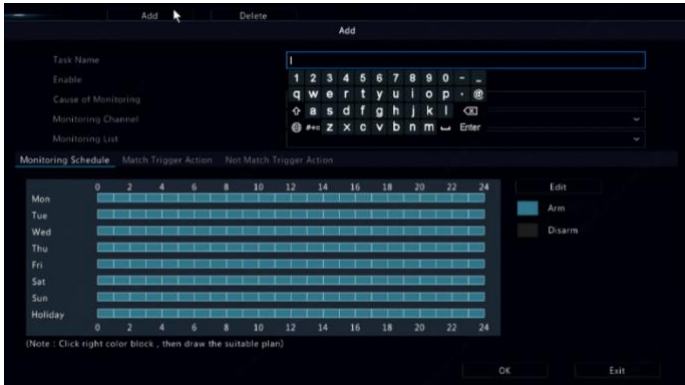 Add Delete
Add
Task Name
Enable
Cause of Monitoring
Monitoring Channel
Monitoring List
1 2 3 4 5 6 7 8 9 0 - _
q w e r t y u i o p . @
a s d f g h j k l
#+= z x c v b n m Enter
Monitoring Schedule Match Trigger Action Not Match Trigger Action
0 2 4 6 8 10 12 14 16 18 20 22 24
Edit
Mon
Arm
Tue
Disarm
Wed
Thu
Fri
Sat
Sun
Holiday
0 2 4 6 8 10 12 14 16 18 20 22 24
(Note : Click right color block , then draw the suitable plan)
OK Exit